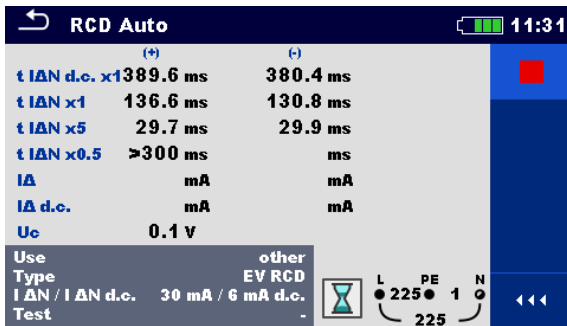 RCD Auto 11:31
(+) (-)
t IΔN d.c. x1 389.6 ms 380.4 ms
t IΔN x1 136.6 ms 130.8 ms
t IΔN x5 29.7 ms 29.9 ms
t IΔN x0.5 >300 ms ms
IΔ mA mA
IΔ d.c. mA mA
Uc 0.1 V
Use other
Type EV RCD
I ΔN / I ΔN d.c. 30 mA / 6 mA d.c.
Test -
L PE N
225 1
225